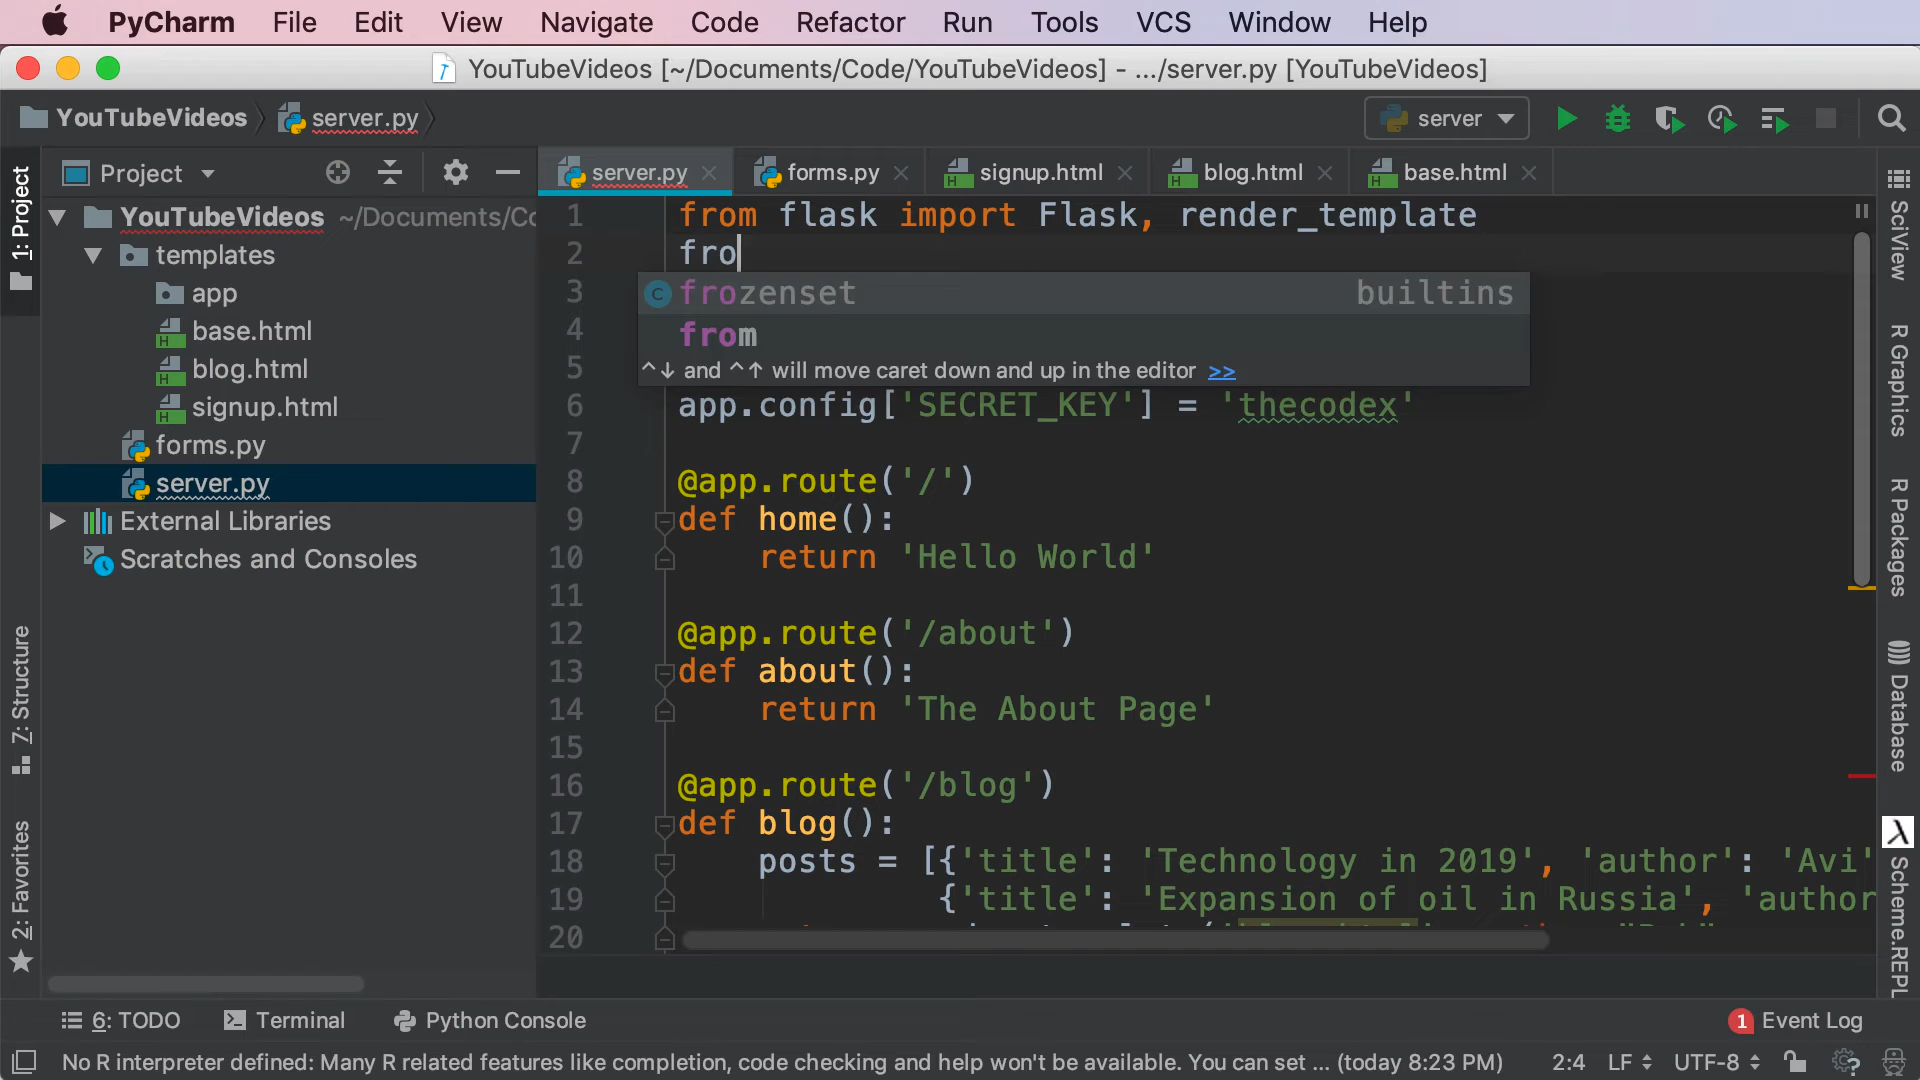 PyCharm File Edit View Navigate Code Refactor Run Tools VCS Window Help
YouTubeVideos [~/Documents/Code/YouTubeVideos] - .../server.py [YouTubeVideos]
YouTubeVideos server.py server
Project
server.py forms.py signup.html blog.html base.html
YouTubeVideos ~/Documents/Co
templates
app
base.html
blog.html
signup.html
forms.py
server.py
External Libraries
Scratches and Consoles
1: Project
7: Structure
2: Favorites
1 from flask import Flask, render_template
2 fro
3
frozenset builtins
4
from
5
^↓ and ^↑ will move caret down and up in the editor >>
6 app.config['SECRET_KEY'] = 'thecodex'
7
8 @app.route('/')
9 def home():
10 return 'Hello World'
11
12 @app.route('/about')
13 def about():
14 return 'The About Page'
15
16 @app.route('/blog')
17 def blog():
18 posts = [{'title': 'Technology in 2019', 'author': 'Avi'
19 {'title': 'Expansion of oil in Russia', 'author
20
SciView
R Graphics
R Packages
Database
Scheme.REPL
6: TODO Terminal Python Console 1 Event Log
No R interpreter defined: Many R related features like completion, code checking and help won't be available. You can set ... (today 8:23 PM) 2:4 LF UTF-8